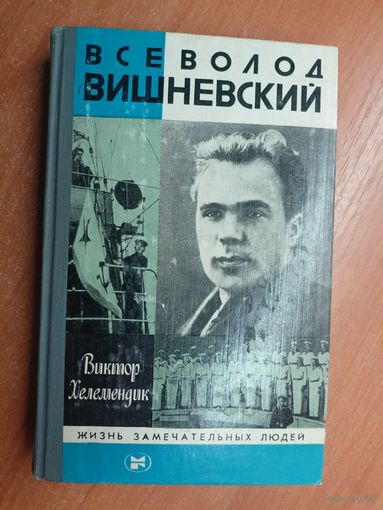 ВСЕВОЛОД
ВИШНЕВСКИЙ
Виктор
Хелемендик
ЖИЗНЬ ЗАМЕЧАТЕЛЬНЫХ ЛЮДЕЙ